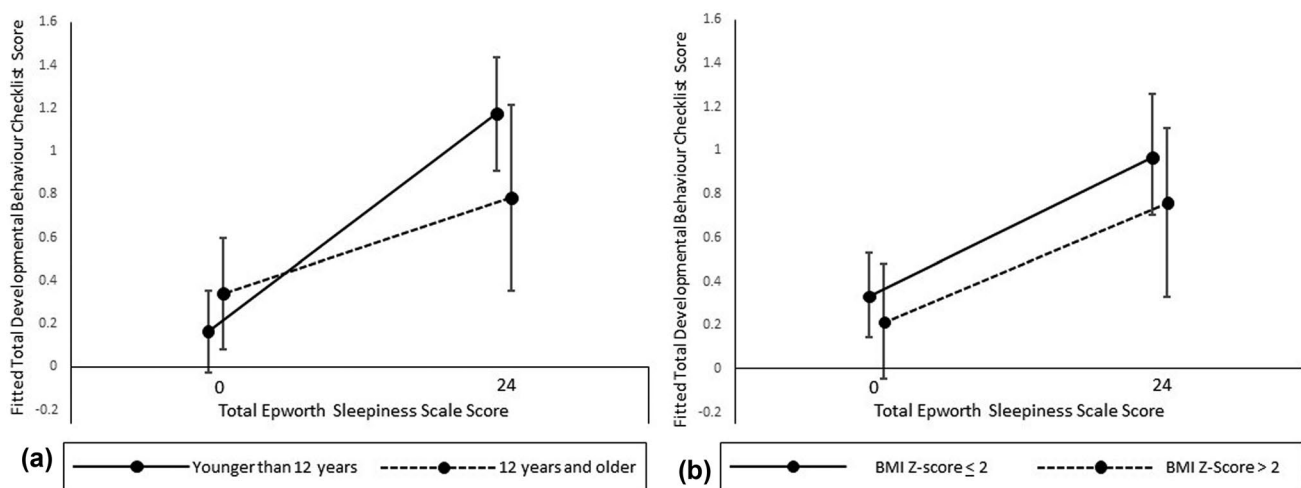 Fitted Total Developmental Behaviour Checklist Score
1.6
1.4
1.2
1
0.8
0.6
0.4
0.2
0
-0.2
0
24
Total Epworth Sleepiness Scale Score
(a)
Younger than 12 years
12 years and older
Fitted Total Developmental Behaviour Checklist Score
1.6
1.4
1.2
1
0.8
0.6
0.4
0.2
0
-0.2
0
24
Total Epworth Sleepiness Scale Score
(b)
BMI Z-score ≤ 2
BMI Z-Score > 2